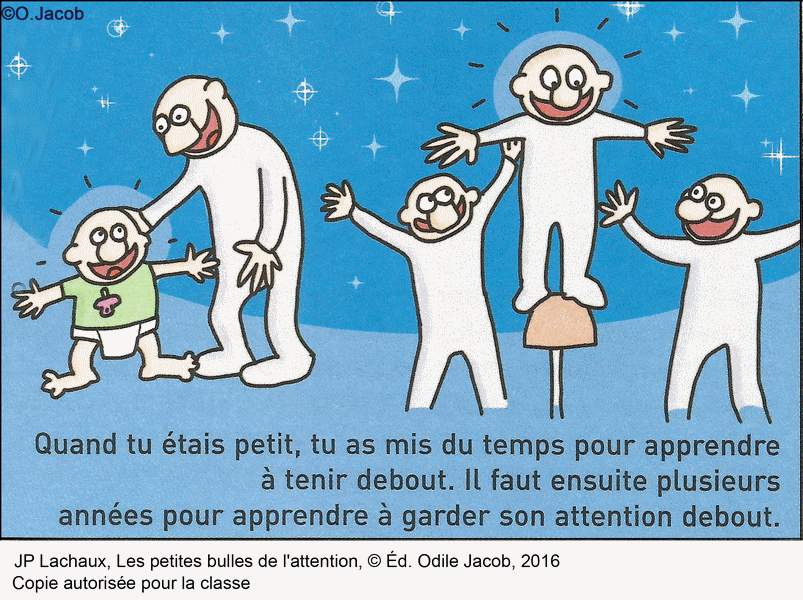 ©O.Jacob
Quand tu étais petit, tu as mis du temps pour apprendre
à tenir debout. Il faut ensuite plusieurs
années pour apprendre à garder son attention debout.
JP Lachaux, Les petites bulles de l'attention, © Éd. Odile Jacob, 2016
Copie autorisée pour la classe